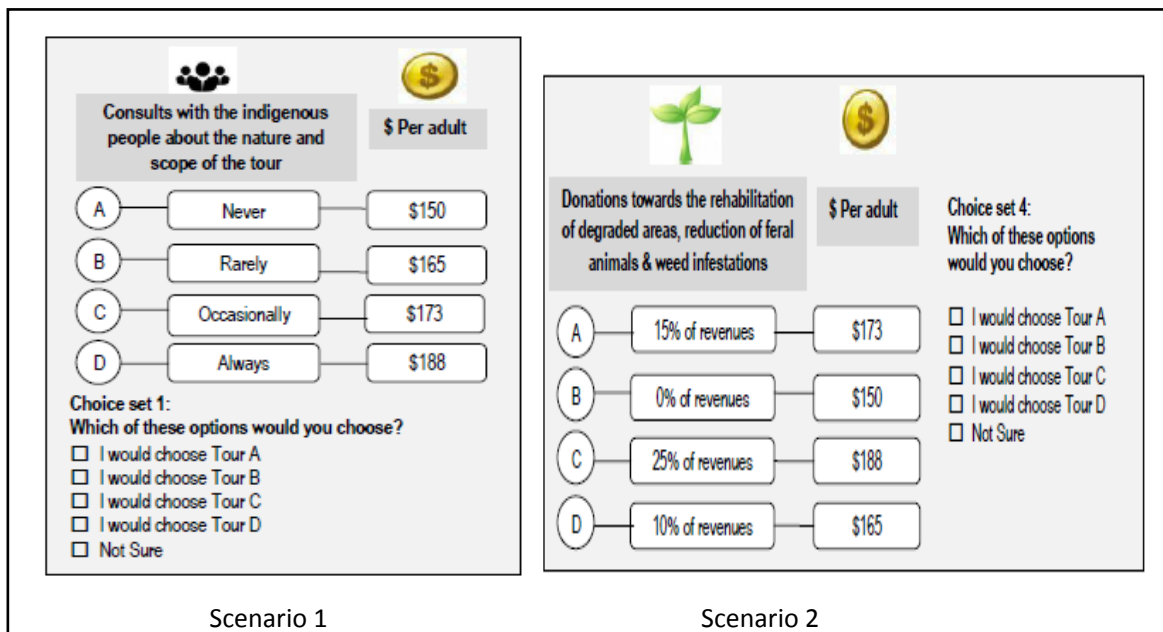 Consults with the indigenous
people about the nature and
scope of the tour
$ Per adult
A Never $150
B Rarely $165
C Occasionally $173
D Always $188
Choice set 1:
Which of these options would you choose?
☐ I would choose Tour A
☐ I would choose Tour B
☐ I would choose Tour C
☐ I would choose Tour D
☐ Not Sure
Scenario 1
Donations towards the rehabilitation
of degraded areas, reduction of feral
animals & weed infestations
$ Per adult
A 15% of revenues $173
B 0% of revenues $150
C 25% of revenues $188
D 10% of revenues $165
Choice set 4:
Which of these options
would you choose?
☐ I would choose Tour A
☐ I would choose Tour B
☐ I would choose Tour C
☐ I would choose Tour D
☐ Not Sure
Scenario 2